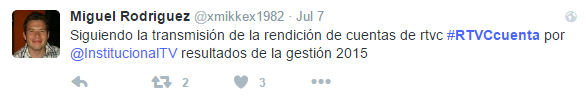 Miguel Rodriguez @xmikkex1982 · Jul 7
Siguiendo la transmisión de la rendición de cuentas de rtvc #RTVCcuenta por
@InstitucionalTV resultados de la gestión 2015
2 3